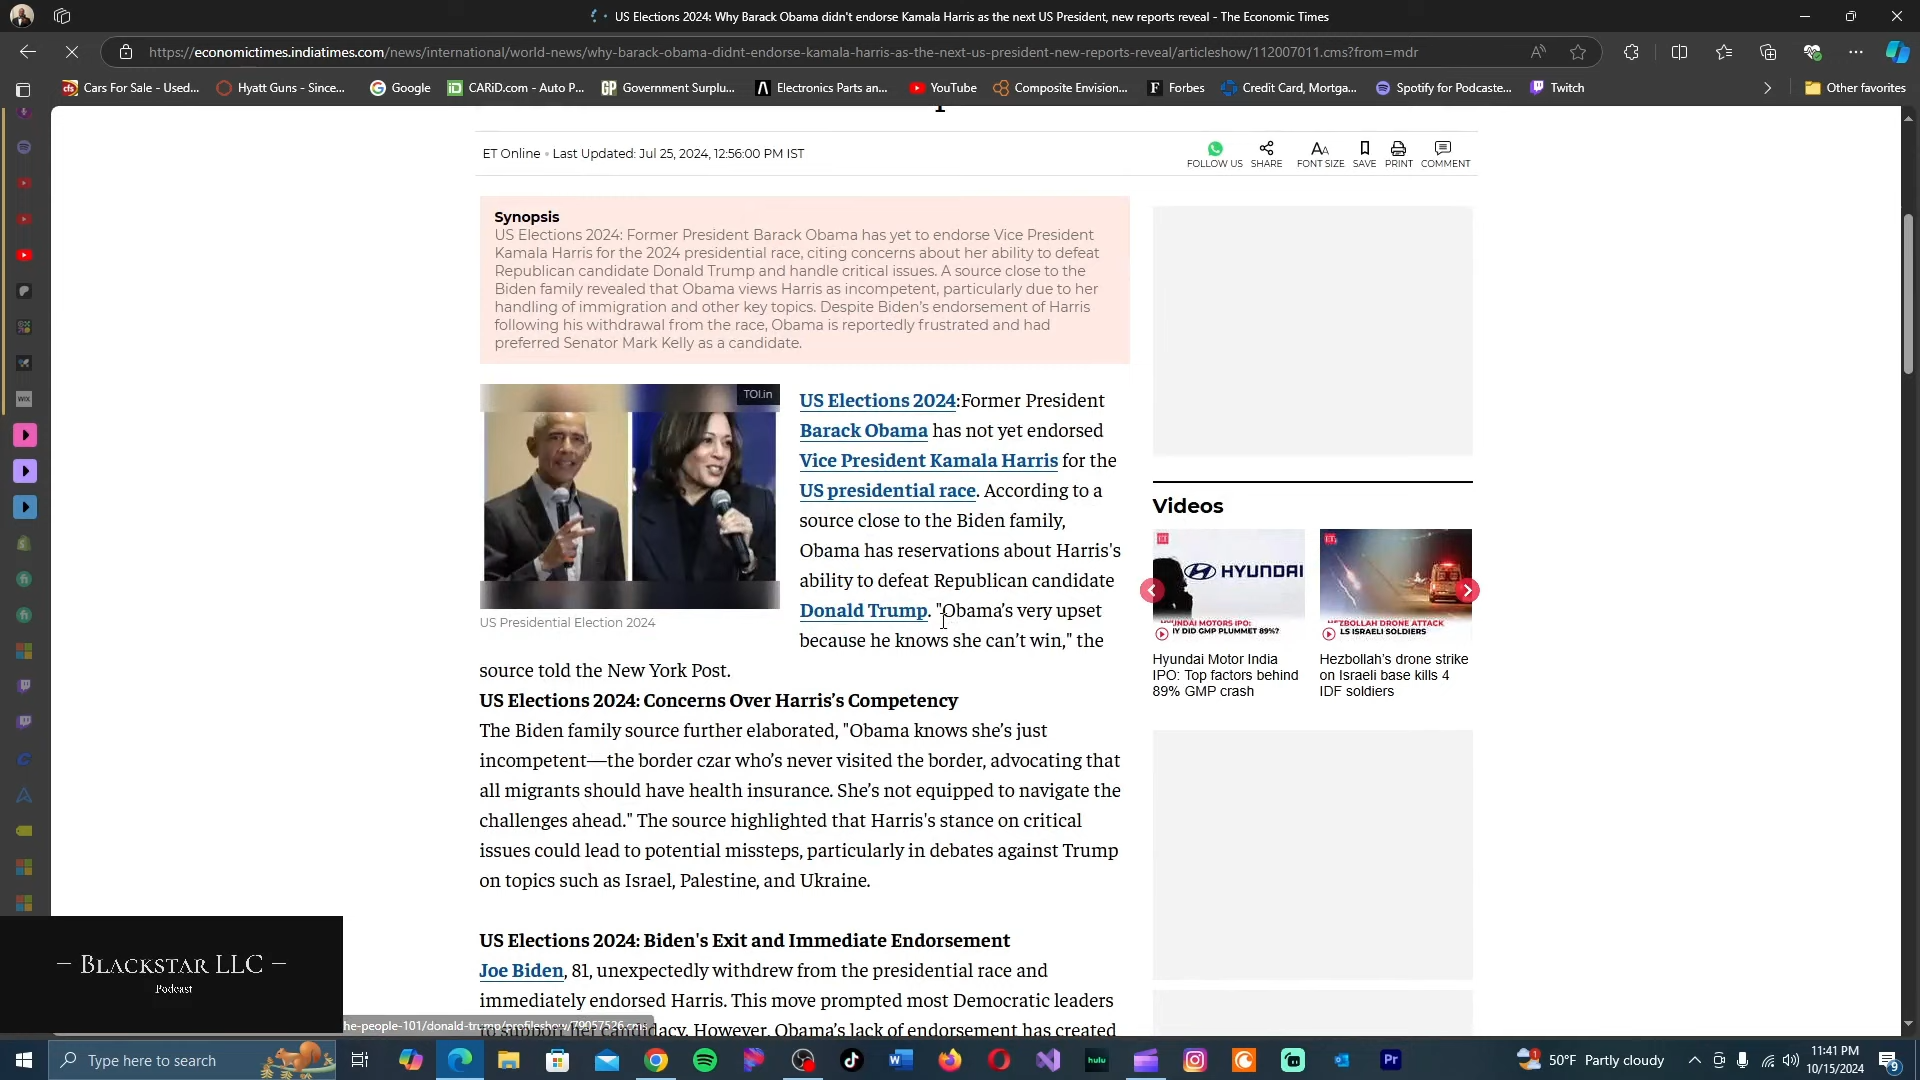 US Elections 2024: Why Barack Obama didn't endorse Kamala Harris as the next US President, new reports reveal - The Economic Times
https://economictimes.indiatimes.com/news/international/world-news/why-barack-obama-didnt-endorse-kamala-harris-as-the-next-us-president-new-reports-reveal/articleshow/112007011.cms?from=mdr
Cars For Sale - Used...
Hyatt Guns - Since...
Google
CARiD.com - Auto P...
Government Surplu...
Electronics Parts an...
YouTube
Composite Envision...
Forbes
Credit Card, Mortga...
Spotify for Podcaste...
Twitch
Other favorites
ET Online • Last Updated: Jul 25, 2024, 12:56:00 PM IST
FOLLOW US
SHARE
FONT SIZE
SAVE
PRINT
COMMENT
Synopsis
US Elections 2024: Former President Barack Obama has yet to endorse Vice President
Kamala Harris for the 2024 presidential race, citing concerns about her ability to defeat
Republican candidate Donald Trump and handle critical issues. A source close to the
Biden family revealed that Obama views Harris as incompetent, particularly due to her
handling of immigration and other key topics. Despite Biden's endorsement of Harris
following his withdrawal from the race, Obama is reportedly frustrated and had
preferred Senator Mark Kelly as a candidate.
TOI.in
US Presidential Election 2024
US Elections 2024:Former President
Barack Obama has not yet endorsed
Vice President Kamala Harris for the
US presidential race. According to a
source close to the Biden family,
Obama has reservations about Harris's
ability to defeat Republican candidate
Donald Trump. "Obama's very upset
because he knows she can't win," the
source told the New York Post.
US Elections 2024: Concerns Over Harris's Competency
The Biden family source further elaborated, "Obama knows she's just
incompetent—the border czar who's never visited the border, advocating that
all migrants should have health insurance. She's not equipped to navigate the
challenges ahead." The source highlighted that Harris's stance on critical
issues could lead to potential missteps, particularly in debates against Trump
on topics such as Israel, Palestine, and Ukraine.
US Elections 2024: Biden's Exit and Immediate Endorsement
Joe Biden, 81, unexpectedly withdrew from the presidential race and
immediately endorsed Harris. This move prompted most Democratic leaders
to support her candidacy. However, Obama's lack of endorsement has created
Videos
HYUNDAI
HYUNDAI MOTORS IPO:
Y DID GMP PLUMMET 89%?
Hyundai Motor India
IPO: Top factors behind
89% GMP crash
HEZBOLLAH DRONE ATTACK
LS ISRAELI SOLDIERS
Hezbollah's drone strike
on Israeli base kills 4
IDF soldiers
WIX
— BLACKSTAR LLC —
Podcast
he-people-101/donald-trump/profileshow/79057526.cms
Type here to search
hulu
Pr
50°F Partly cloudy
11:41 PM
10/15/2024